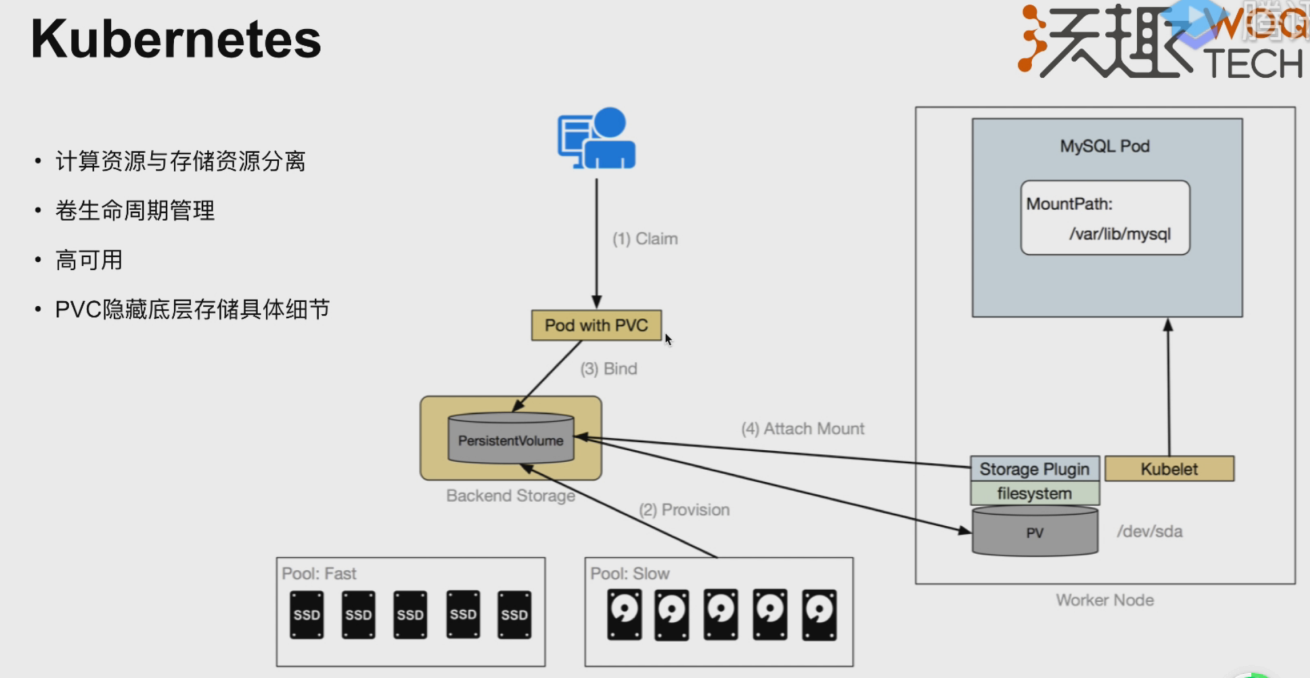 Kubernetes
沃趣
WOQ
TECH
腾讯
• 计算资源与存储资源分离
• 卷生命周期管理
• 高可用
• PVC隐藏底层存储具体细节
(1) Claim
Pod with PVC
(3) Bind
PersistentVolume
Backend Storage
(2) Provision
(4) Attach Mount
Pool: Fast
SSD
SSD
SSD
SSD
SSD
Pool: Slow
MySQL Pod
MountPath:
/var/lib/mysql
Storage Plugin
Kubelet
filesystem
PV
/dev/sda
Worker Node